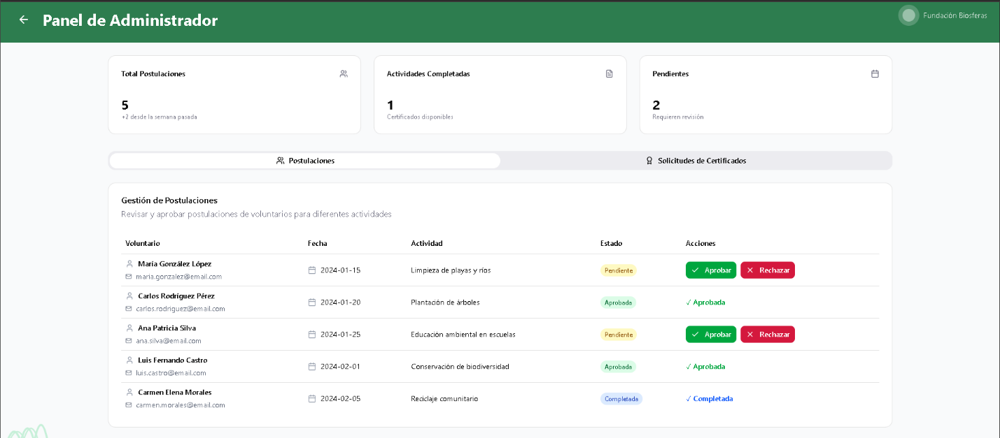 Panel de Administrador
Fundación Biosferas
Total Postulaciones
5
+2 desde la semana pasada
Actividades Completadas
1
Certificados disponibles
Pendientes
2
Requieren revisión
Postulaciones
Solicitudes de Certificados
Gestión de Postulaciones
Revisar y aprobar postulaciones de voluntarios para diferentes actividades
Voluntario Fecha Actividad Estado Acciones
María González López
maria.gonzalez@email.com
2024-01-15 Limpieza de playas y ríos Pendiente Aprobar Rechazar
Carlos Rodríguez Pérez
carlos.rodriguez@email.com
2024-01-20 Plantación de árboles Aprobada ✓ Aprobada
Ana Patricia Silva
ana.silva@email.com
2024-01-25 Educación ambiental en escuelas Pendiente Aprobar Rechazar
Luis Fernando Castro
luis.castro@email.com
2024-02-01 Conservación de biodiversidad Aprobada ✓ Aprobada
Carmen Elena Morales
carmen.morales@email.com
2024-02-05 Reciclaje comunitario Completada ✓ Completada